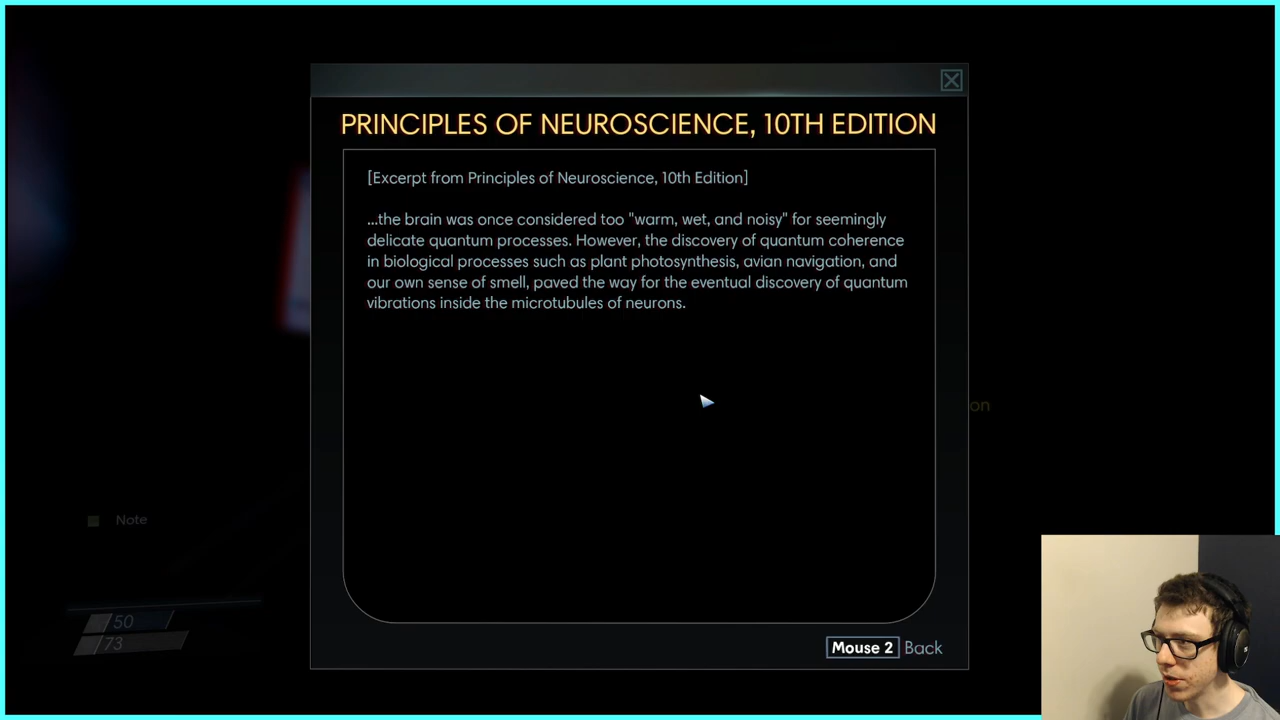 PRINCIPLES OF NEUROSCIENCE, 10TH EDITION
[Excerpt from Principles of Neuroscience, 10th Edition]
...the brain was once considered too "warm, wet, and noisy" for seemingly
delicate quantum processes. However, the discovery of quantum coherence
in biological processes such as plant photosynthesis, avian navigation, and
our own sense of smell, paved the way for the eventual discovery of quantum
vibrations inside the microtubules of neurons.
on
Note
50
73
Mouse 2 Back